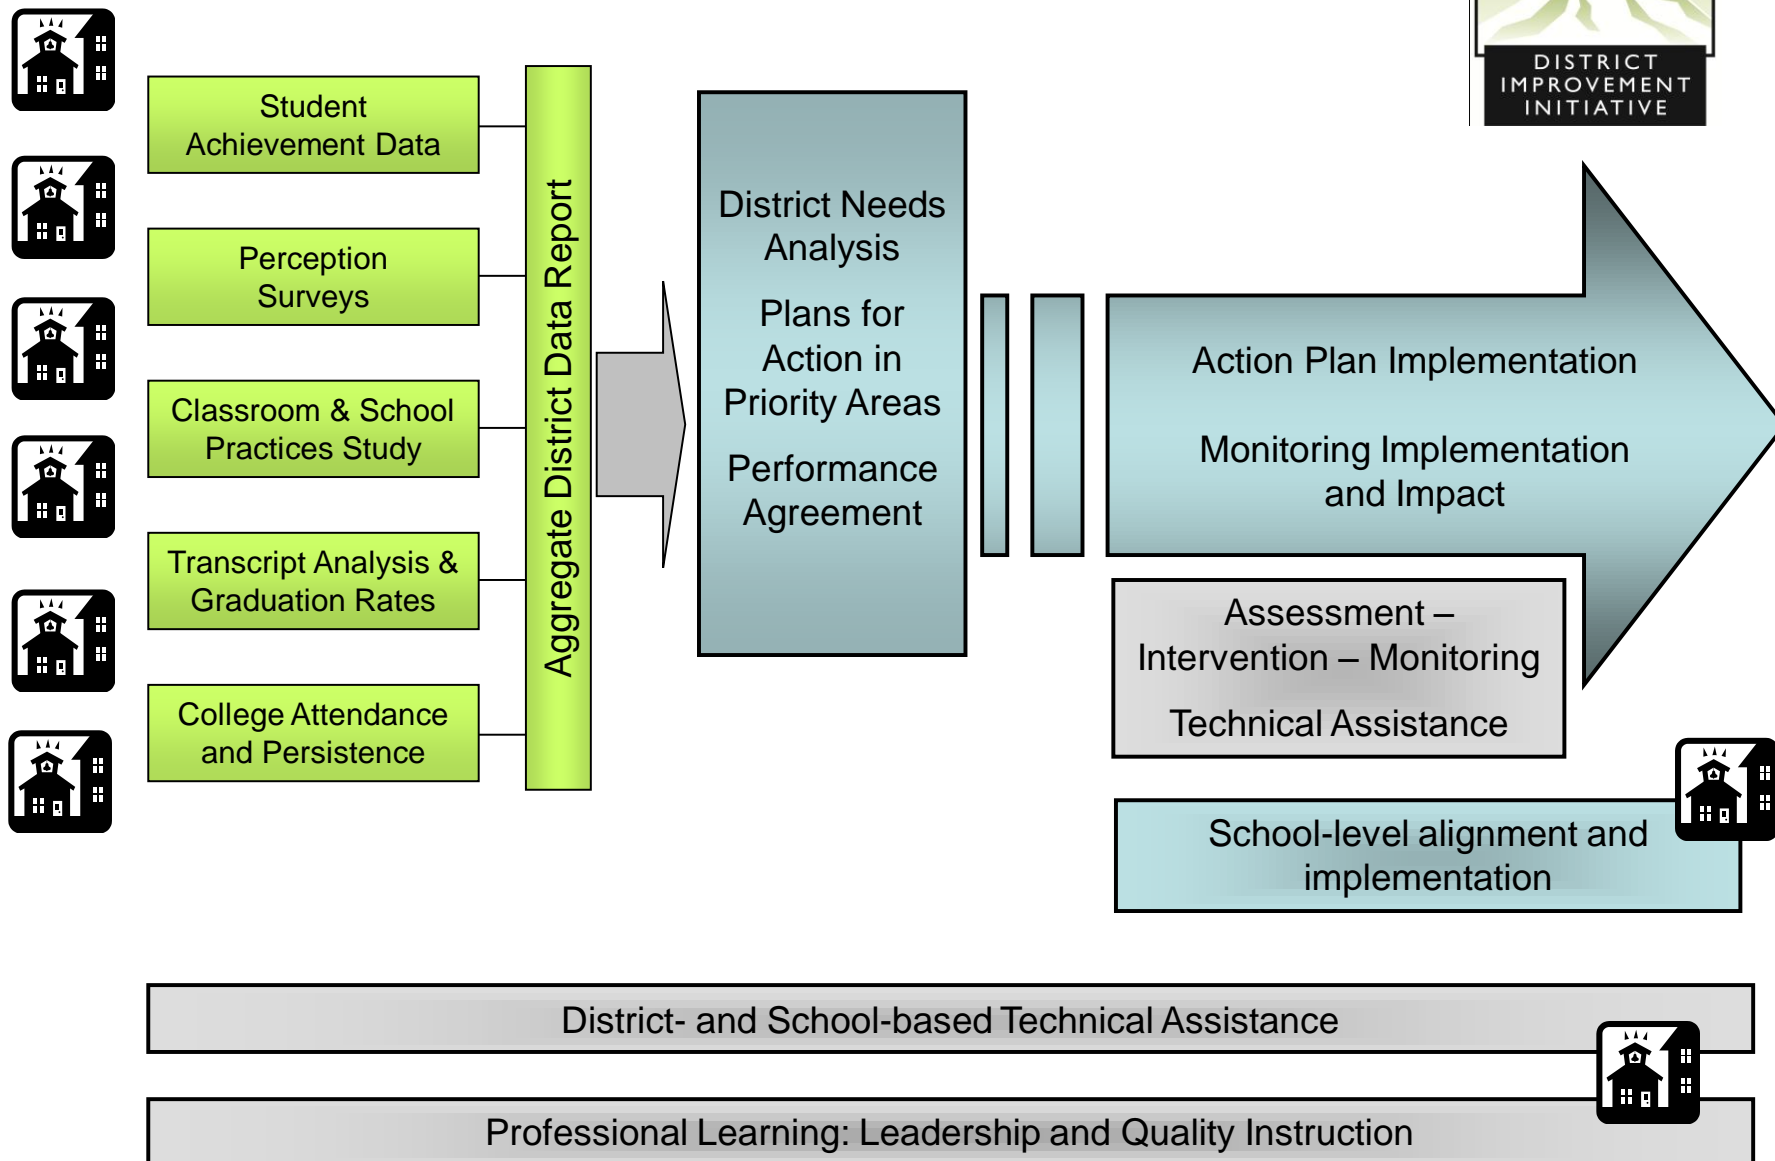 DISTRICT
IMPROVEMENT
INITIATIVE
Student
Achievement Data
Perception
Surveys
Classroom & School
Practices Study
Transcript Analysis &
Graduation Rates
College Attendance
and Persistence
Aggregate District Data Report
District Needs
Analysis
Plans for
Action in
Priority Areas
Performance
Agreement
Action Plan Implementation
Monitoring Implementation
and Impact
Assessment –
Intervention – Monitoring
Technical Assistance
School-level alignment and
implementation
District- and School-based Technical Assistance
Professional Learning: Leadership and Quality Instruction